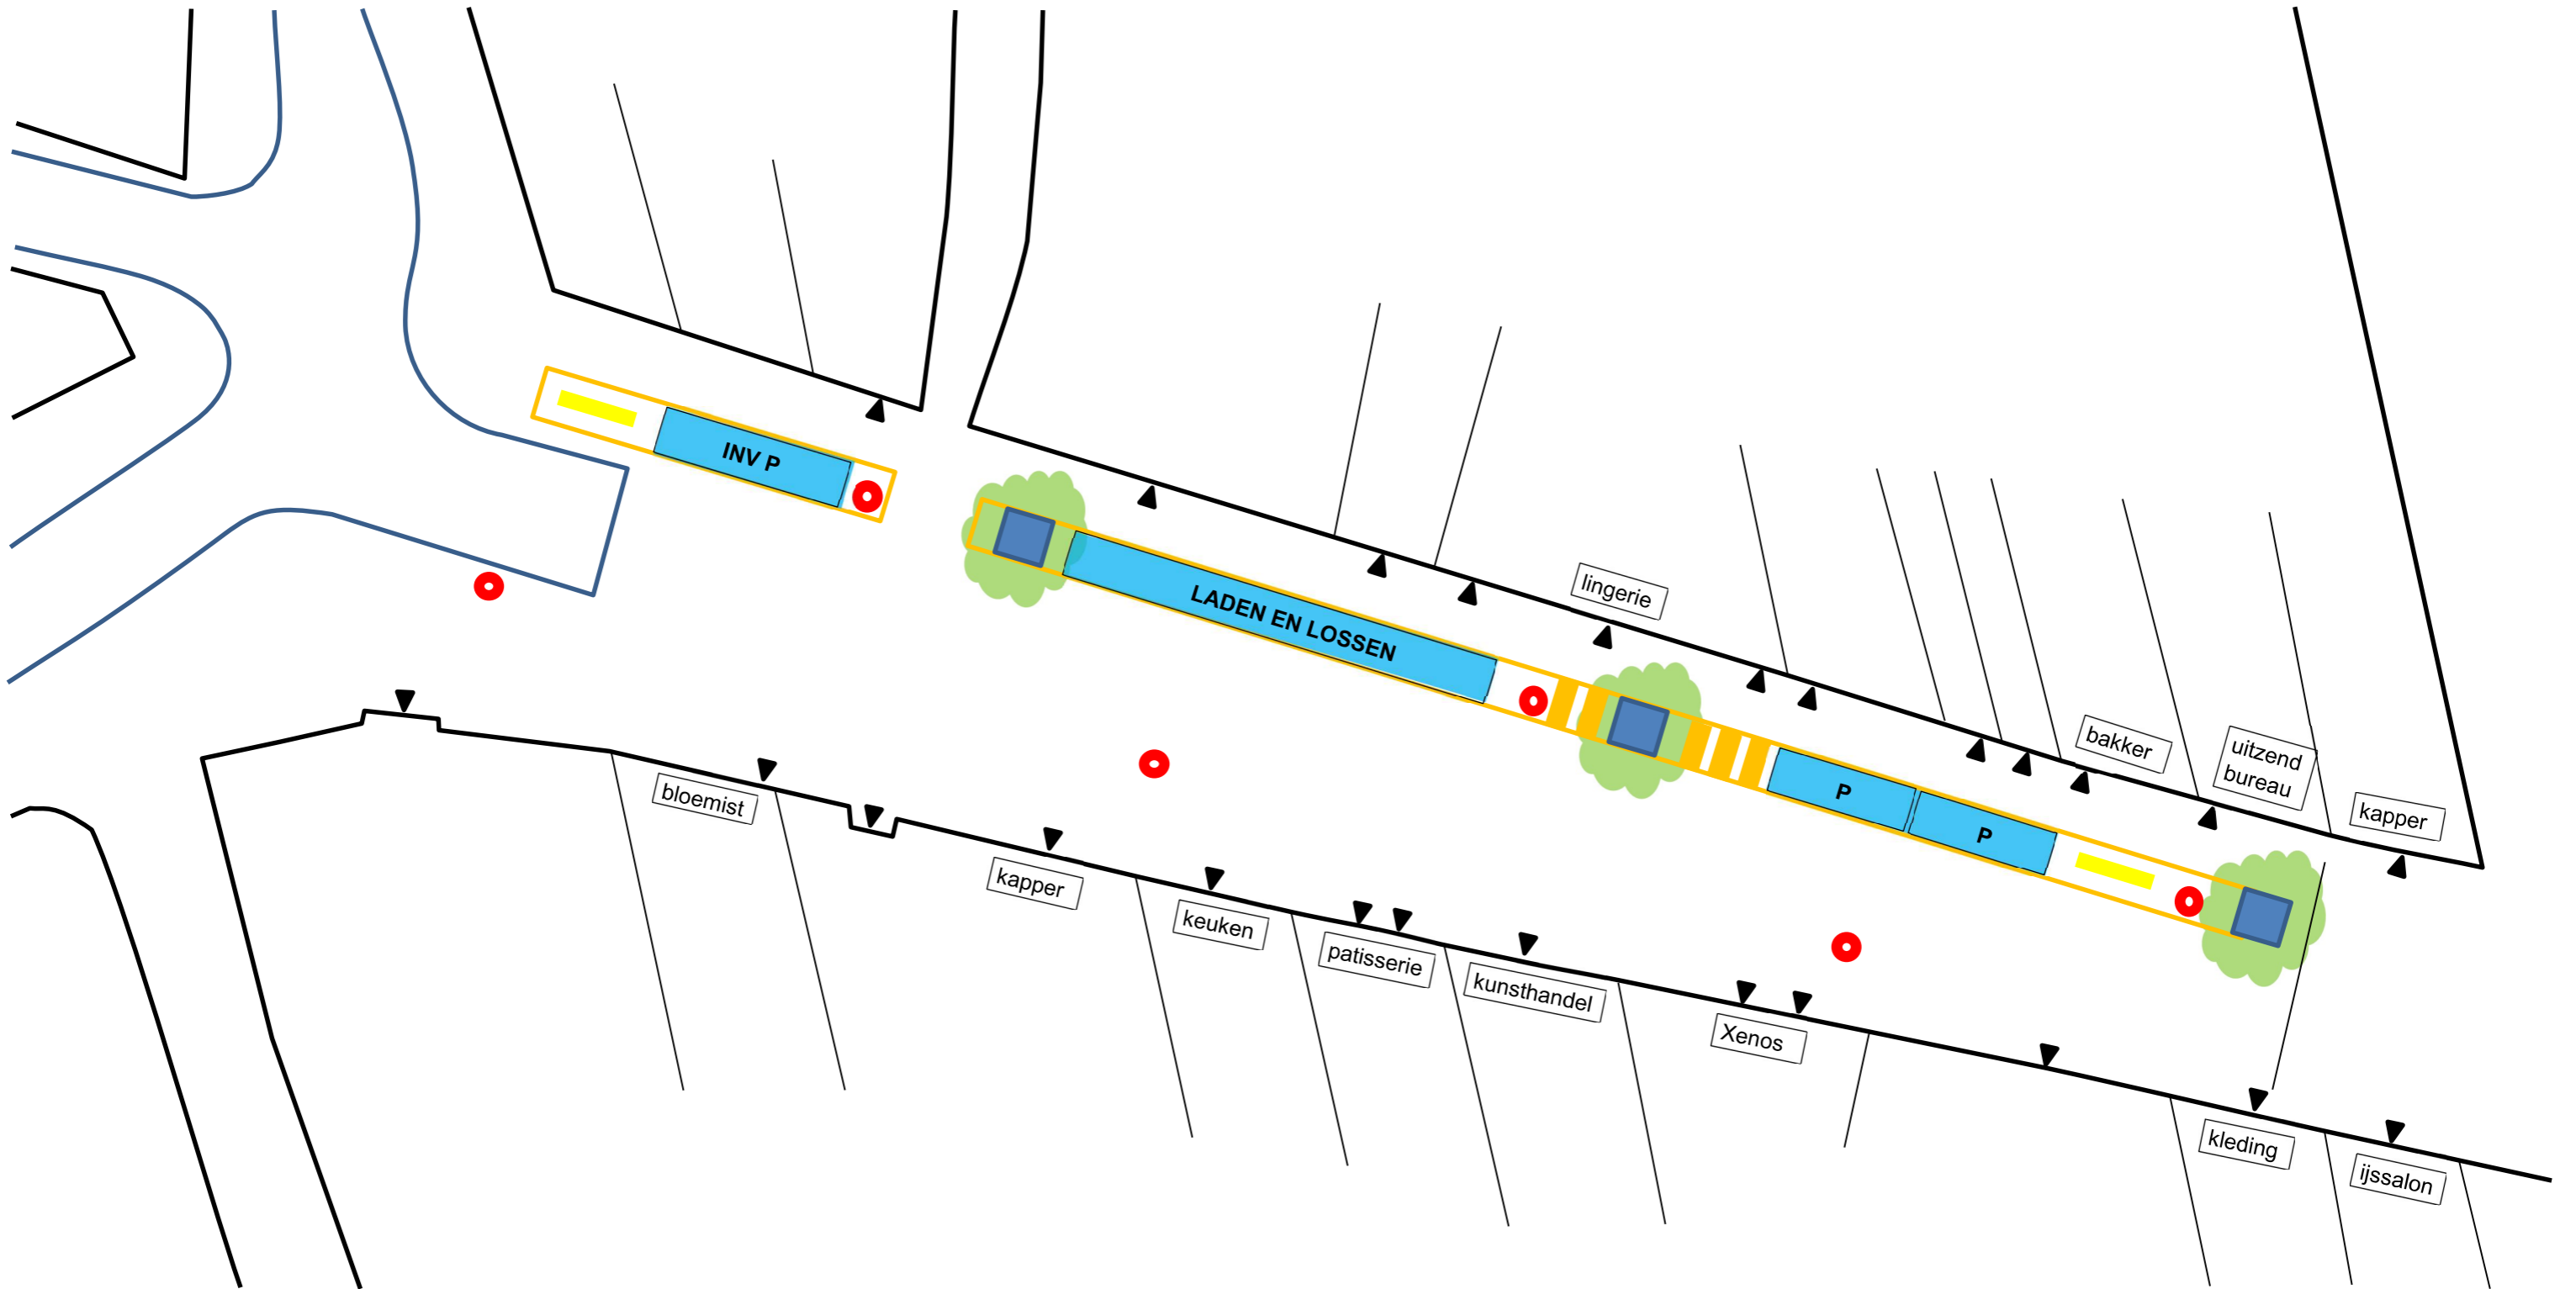 INV P
LADEN EN LOSSEN
lingerie
P
P
bakker
uitzend
bureau
kapper
bloemist
kapper
keuken
patisserie
kunsthandel
Xenos
kleding
ijssalon